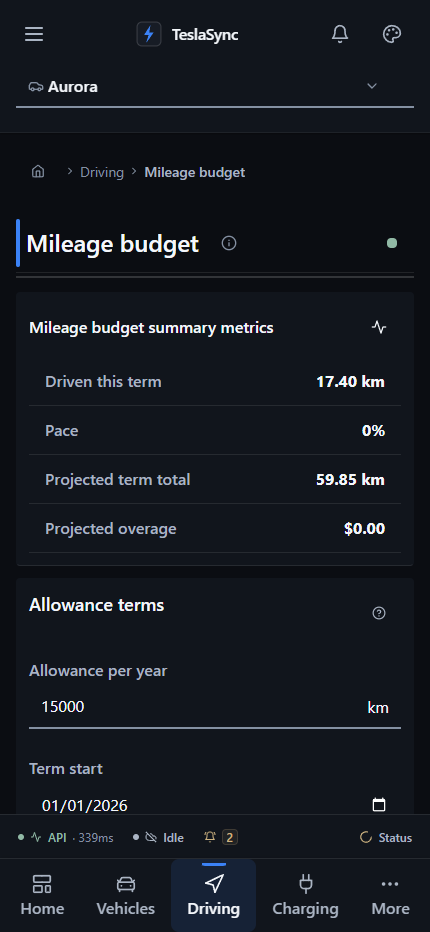 TeslaSync
Aurora
Driving
Mileage budget
Mileage budget
Mileage budget summary metrics
Driven this term 17.40 km
Pace 0%
Projected term total 59.85 km
Projected overage $0.00
Allowance terms
Allowance per year
15000 km
Term start
01/01/2026
API · 339ms Idle 2 Status
Home Vehicles Driving Charging More